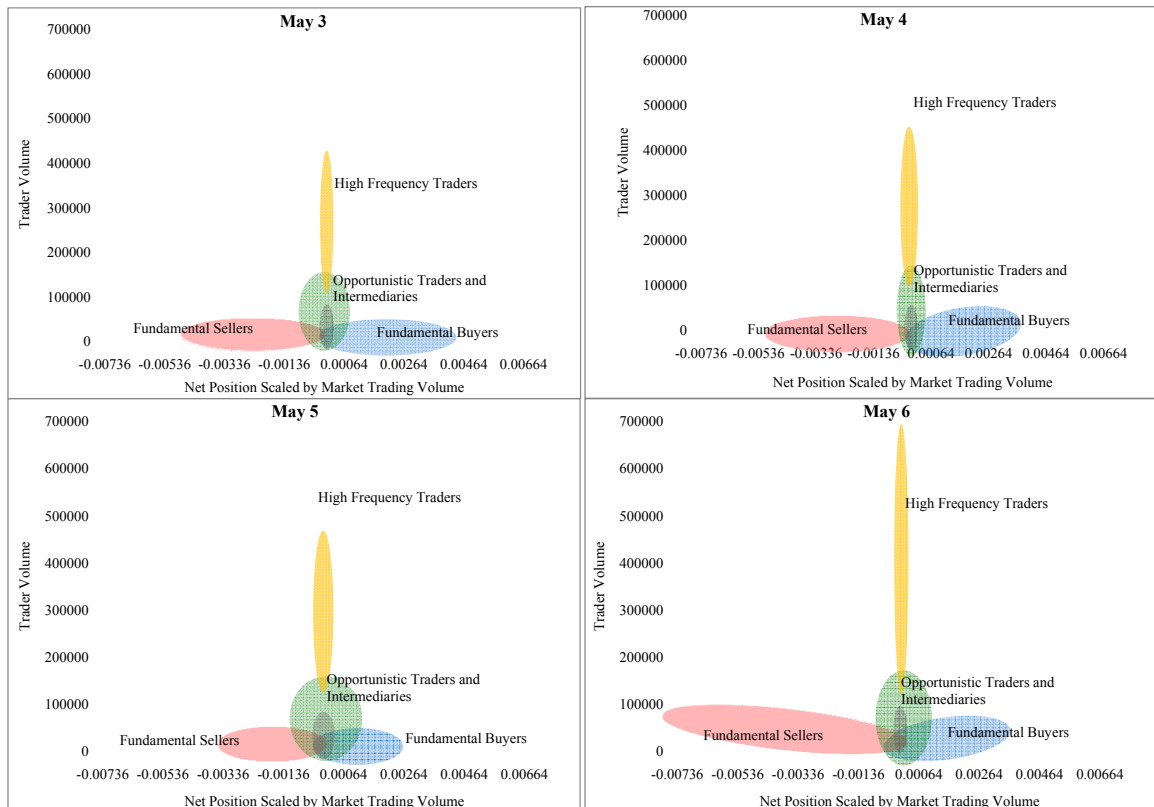 May 3
700000
600000
500000
400000
300000
200000
100000
0
Trader Volume
High Frequency Traders
Opportunistic Traders and
Intermediaries
Fundamental Sellers
Fundamental Buyers
-0.00736 -0.00536 -0.00336 -0.00136 0.00064 0.00264 0.00464 0.00664
Net Position Scaled by Market Trading Volume
May 4
700000
600000
500000
400000
300000
200000
100000
0
Trader Volume
High Frequency Traders
Opportunistic Traders and
Intermediaries
Fundamental Sellers
Fundamental Buyers
-0.00736 -0.00536 -0.00336 -0.00136 0.00064 0.00264 0.00464 0.00664
Net Position Scaled by Market Trading Volume
May 5
700000
600000
500000
400000
300000
200000
100000
0
Trader Volume
High Frequency Traders
Opportunistic Traders and
Intermediaries
Fundamental Sellers
Fundamental Buyers
-0.00736 -0.00536 -0.00336 -0.00136 0.00064 0.00264 0.00464 0.00664
Net Position Scaled by Market Trading Volume
May 6
700000
600000
500000
400000
300000
200000
100000
0
Trader Volume
High Frequency Traders
Opportunistic Traders and
Intermediaries
Fundamental Sellers
Fundamental Buyers
-0.00736 -0.00536 -0.00336 -0.00136 0.00064 0.00264 0.00464 0.00664
Net Position Scaled by Market Trading Volume